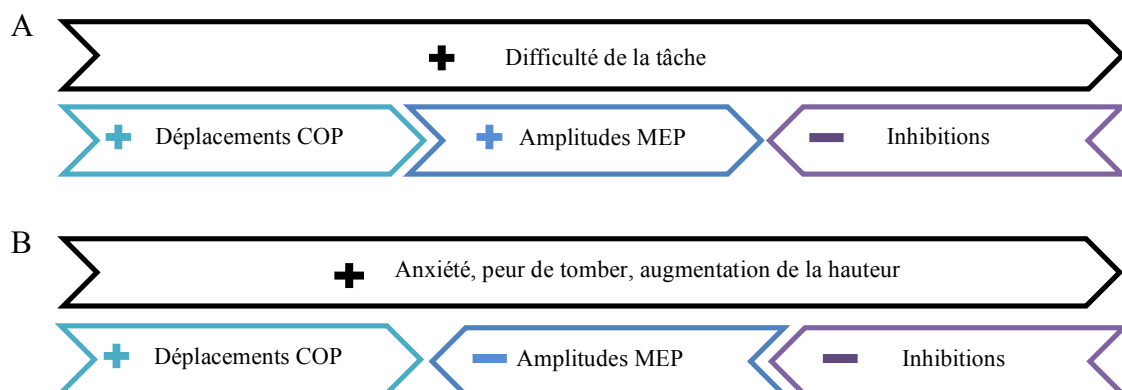 A
+ Difficulté de la tâche
+ Déplacements COP + Amplitudes MEP − Inhibitions
B
+ Anxiété, peur de tomber, augmentation de la hauteur
+ Déplacements COP − Amplitudes MEP − Inhibitions